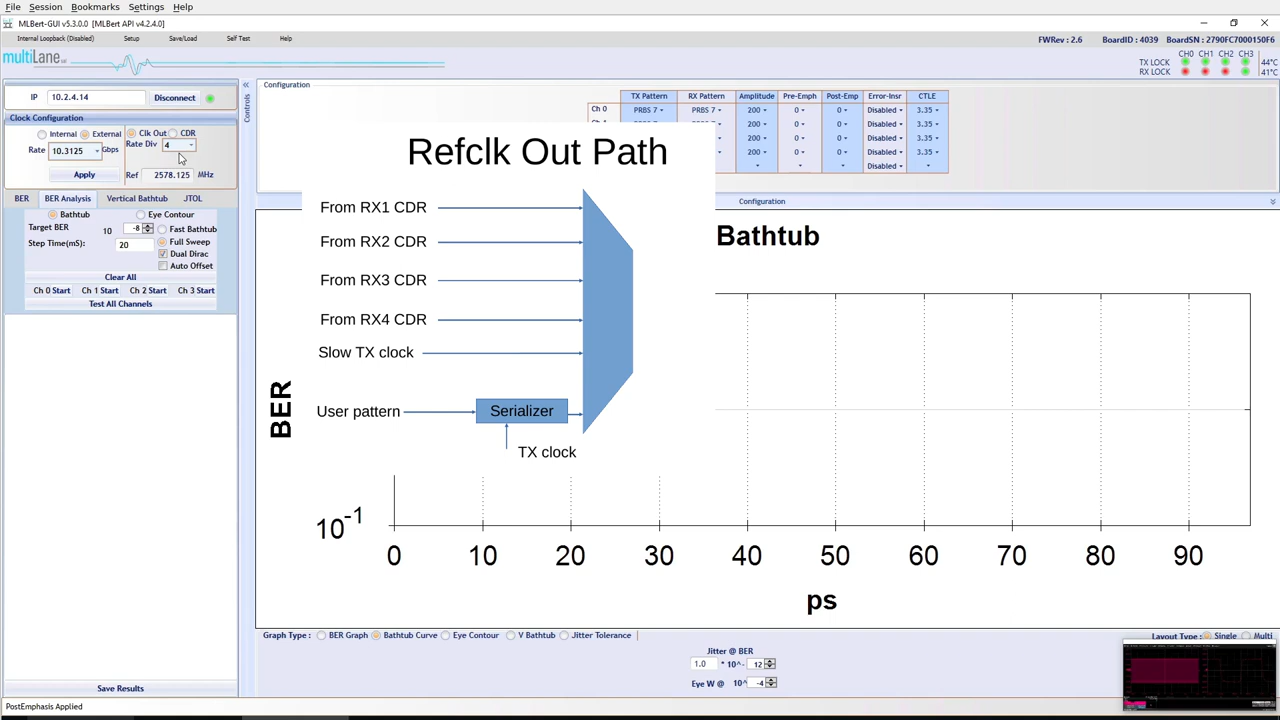 File Session Bookmarks Settings Help
MLBert-GUI v5.3.0.0 [MLBert API v4.2.4.0]
Internal Loopback (Disabled) Setup Save/Load Self Test Help
FWRev : 2.6 BoardID : 4039 BoardSN : 2790FC7000150F6
multiLane
CH0 CH1 CH2 CH3
TX LOCK 44°C
RX LOCK 41°C
IP 10.2.4.14 Disconnect
Clock Configuration
Internal External Clk Out CDR
Rate 10.3125 Gbps Rate Div 4
Apply Ref 2578.125 MHz
BER BER Analysis Vertical Bathtub JTOL
Bathtub Eye Contour
Target BER 10 -8 Fast Bathtub
Step Time(mS): 20 Full Sweep
Dual Dirac
Auto Offset
Clear All
Ch 0 Start Ch 1 Start Ch 2 Start Ch 3 Start
Test All Channels
Save Results
PostEmphasis Applied
Controls
Configuration
TX Pattern RX Pattern Amplitude Pre-Emph Post-Emp Error-Insr CTLE
Ch 0 PRBS 7 PRBS 7 200 0 0 Disabled 3.35
200 0 0 Disabled 3.35
200 0 0 Disabled 3.35
200 0 0 Disabled 3.35
Disabled
Configuration
Refclk Out Path
From RX1 CDR
From RX2 CDR
From RX3 CDR
From RX4 CDR
Slow TX clock
User pattern
Serializer
TX clock
Bathtub
BER
10-1
0 10 20 30 40 50 60 70 80 90
ps
Graph Type : BER Graph Bathtub Curve Eye Contour V Bathtub Jitter Tolerance
Layout Type : Single Multi
Jitter @ BER
1.0 * 10^- 12
Eye W @ 10^ -4